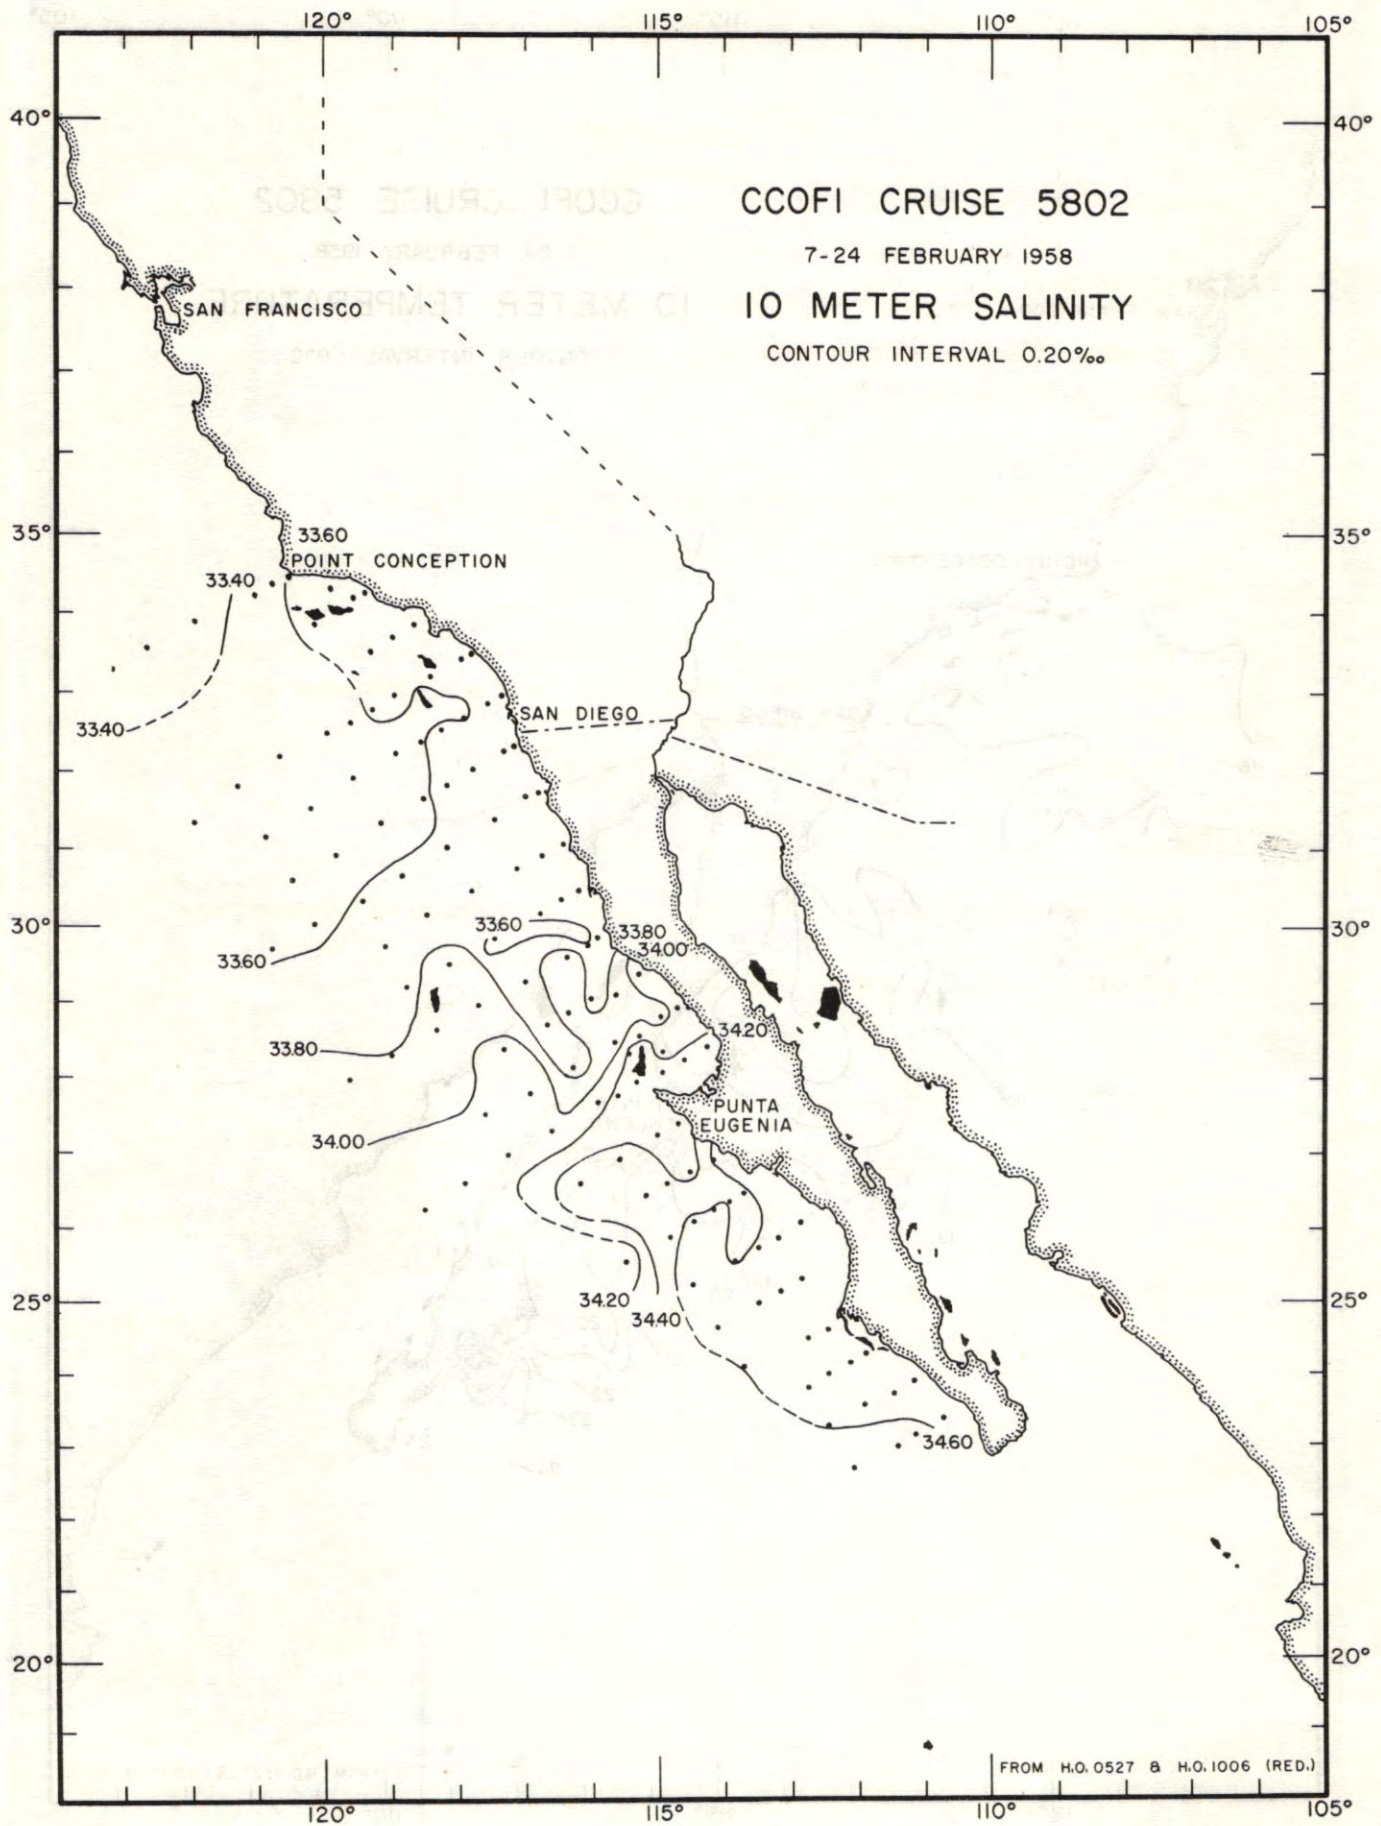 120° 115° 110° 105°
40° 40°
CCOFI CRUISE 5802
7-24 FEBRUARY 1958
10 METER SALINITY
CONTOUR INTERVAL 0.20‰
SAN FRANCISCO
35° 35°
33.60
POINT CONCEPTION
33.40
33.40
SAN DIEGO
30° 30°
33.60
33.80
34.00
33.60
33.80
34.20
34.00
PUNTA
EUGENIA
25° 25°
34.20
34.40
34.60
20° 20°
FROM H.O. 0527 & H.O. 1006 (RED.)
120° 115° 110° 105°